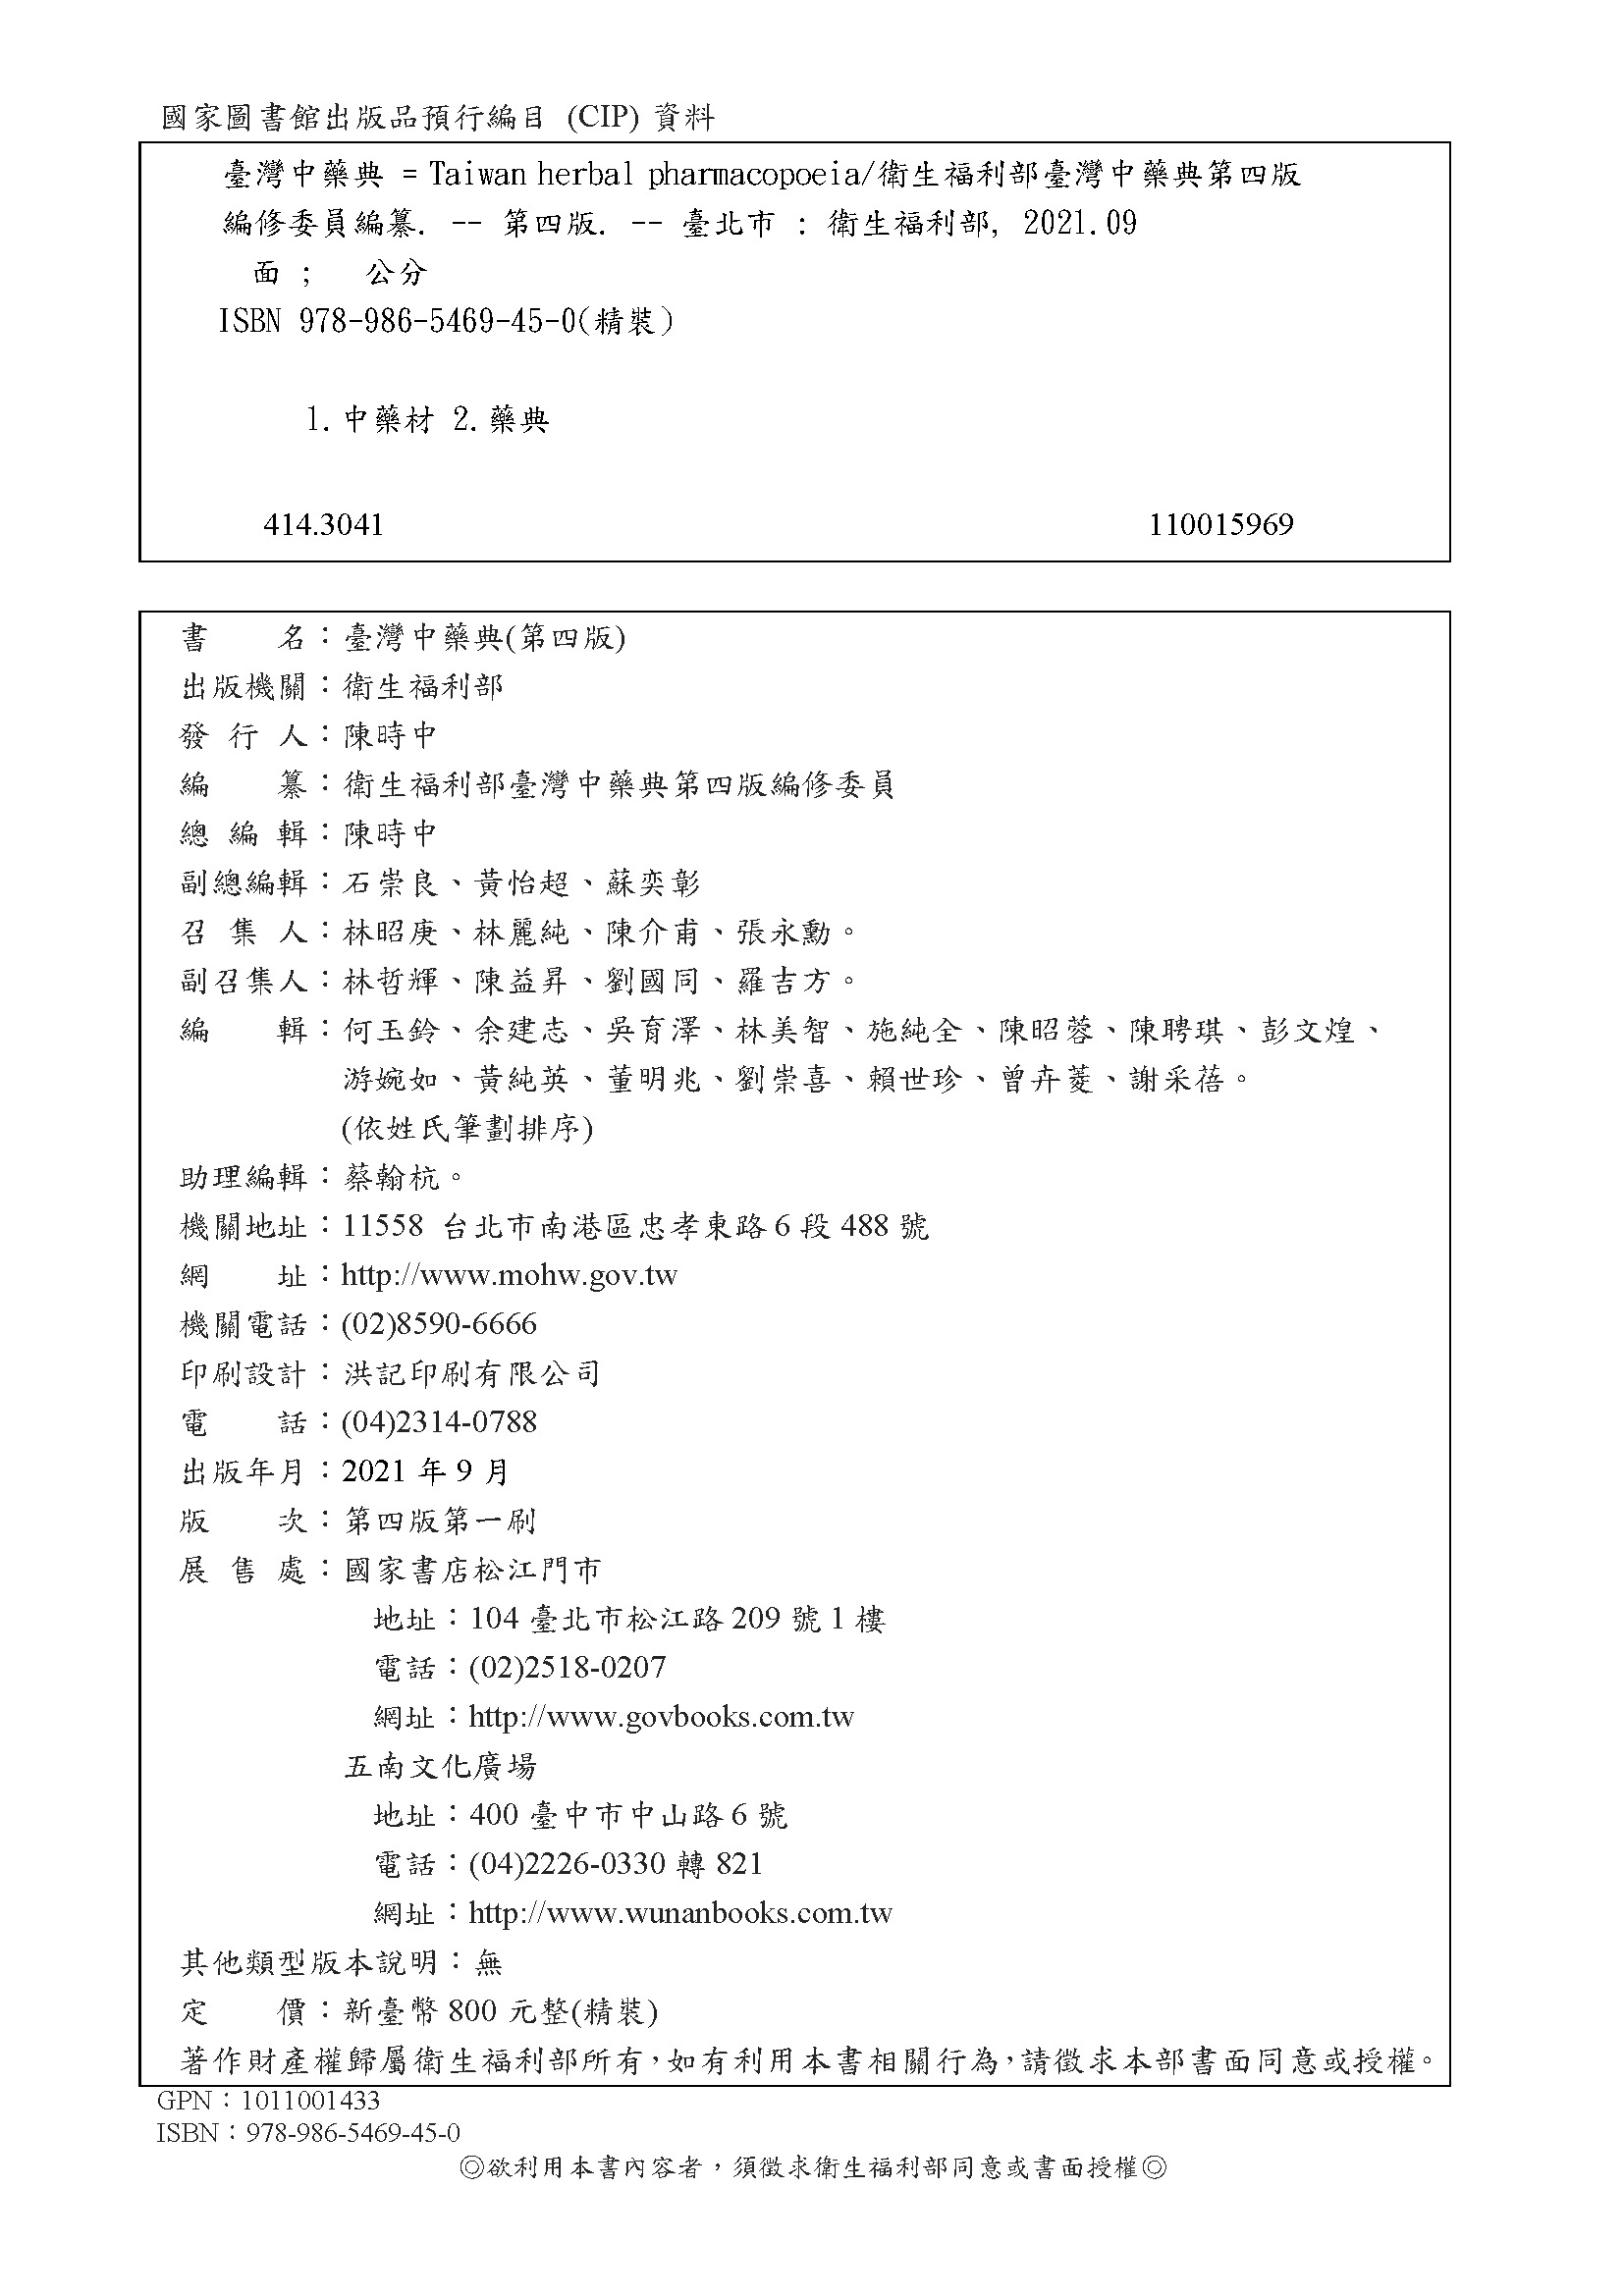 國家圖書館出版品預行編目 (CIP) 資料
臺灣中藥典 = Taiwan herbal pharmacopoeia/衛生福利部臺灣中藥典第四版
編修委員編纂. -- 第四版. -- 臺北市 : 衛生福利部, 2021.09
面 ; 公分
ISBN 978-986-5469-45-0(精裝)
1.中藥材 2.藥典
414.3041 110015969
書 名：臺灣中藥典(第四版)
出版機關：衛生福利部
發 行 人：陳時中
編 纂：衛生福利部臺灣中藥典第四版編修委員
總 編 輯：陳時中
副總編輯：石崇良、黃怡超、蘇奕彰
召 集 人：林昭庚、林麗純、陳介甫、張永勳。
副召集人：林哲輝、陳益昇、劉國同、羅吉方。
編 輯：何玉鈴、余建志、吳育澤、林美智、施純全、陳昭蓉、陳聘琪、彭文煌、
游婉如、黃純英、董明兆、劉崇喜、賴世珍、曾卉菱、謝采蓓。
(依姓氏筆劃排序)
助理編輯：蔡翰杭。
機關地址：11558 台北市南港區忠孝東路 6 段 488 號
網 址：http://www.mohw.gov.tw
機關電話：(02)8590-6666
印刷設計：洪記印刷有限公司
電 話：(04)2314-0788
出版年月：2021 年 9 月
版 次：第四版第一刷
展 售 處：國家書店松江門市
地址：104 臺北市松江路 209 號 1 樓
電話：(02)2518-0207
網址：http://www.govbooks.com.tw
五南文化廣場
地址：400 臺中市中山路 6 號
電話：(04)2226-0330 轉 821
網址：http://www.wunanbooks.com.tw
其他類型版本說明：無
定 價：新臺幣 800 元整(精裝)
著作財產權歸屬衛生福利部所有，如有利用本書相關行為，請徵求本部書面同意或授權。
GPN：1011001433
ISBN：978-986-5469-45-0
◎欲利用本書內容者，須徵求衛生福利部同意或書面授權◎